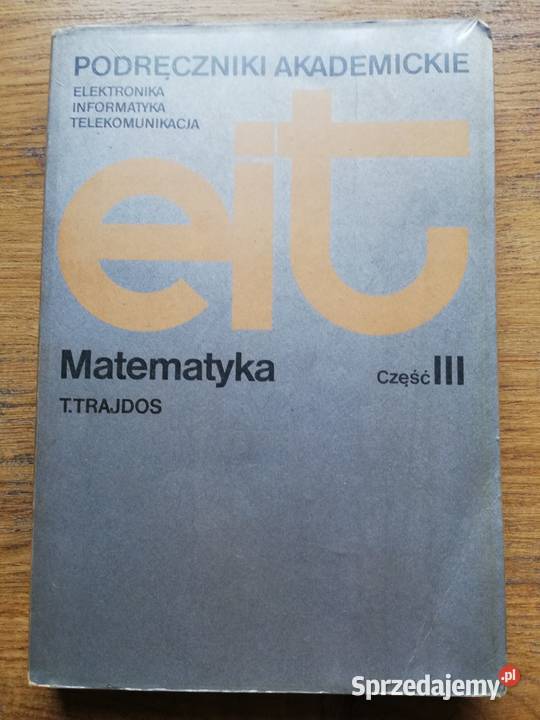 PODRĘCZNIKI AKADEMICKIE
ELEKTRONIKA
INFORMATYKA
TELEKOMUNIKACJA
eit
Matematyka Część III
T.TRAJDOS
Sprzedajemy.pl